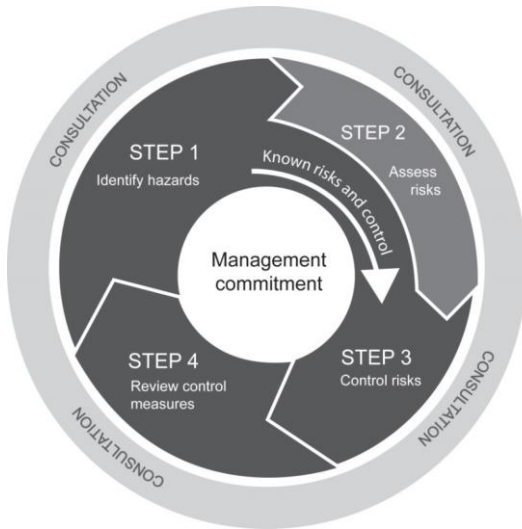 CONSULTATION
CONSULTATION
STEP 1
Identify hazards
STEP 2
Assess
risks
Known risks and control
Management
commitment
STEP 3
Control risks
STEP 4
Review control
measures
CONSULTATION
CONSULTATION